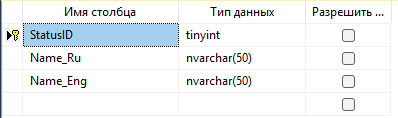 Имя столбца Тип данных Разрешить ...
StatusID tinyint
Name_Ru nvarchar(50)
Name_Eng nvarchar(50)